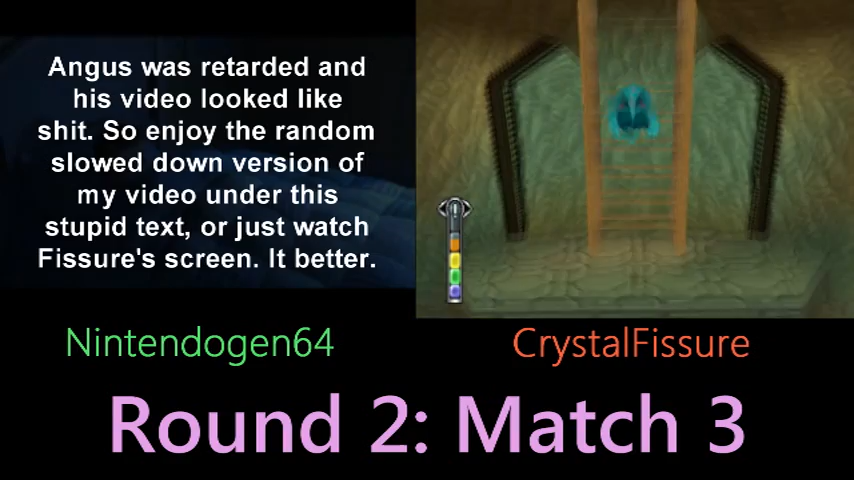 Angus was retarded and
his video looked like
shit. So enjoy the random
slowed down version of
my video under this
stupid text, or just watch
Fissure's screen. It better.
Nintendogen64
CrystalFissure
Round 2: Match 3